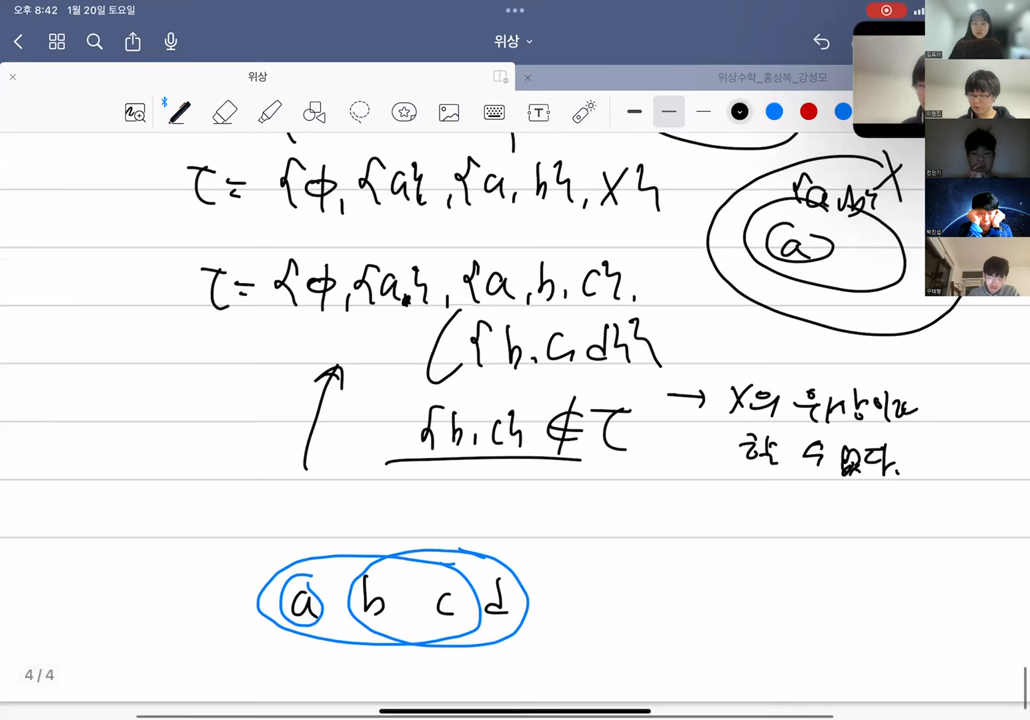 오후 8:42 1월 20일 토요일
위상
위상
위상수학_홍성복_강성모
τ= {φ, {a}, {a, b}, X}
{a, b} X
a
τ= {φ, {a}, {a, b, c},
{b, c, d}}
{b, c} ∉ τ → X의 위상이라
할 수 없다.
a b c d
4 / 4